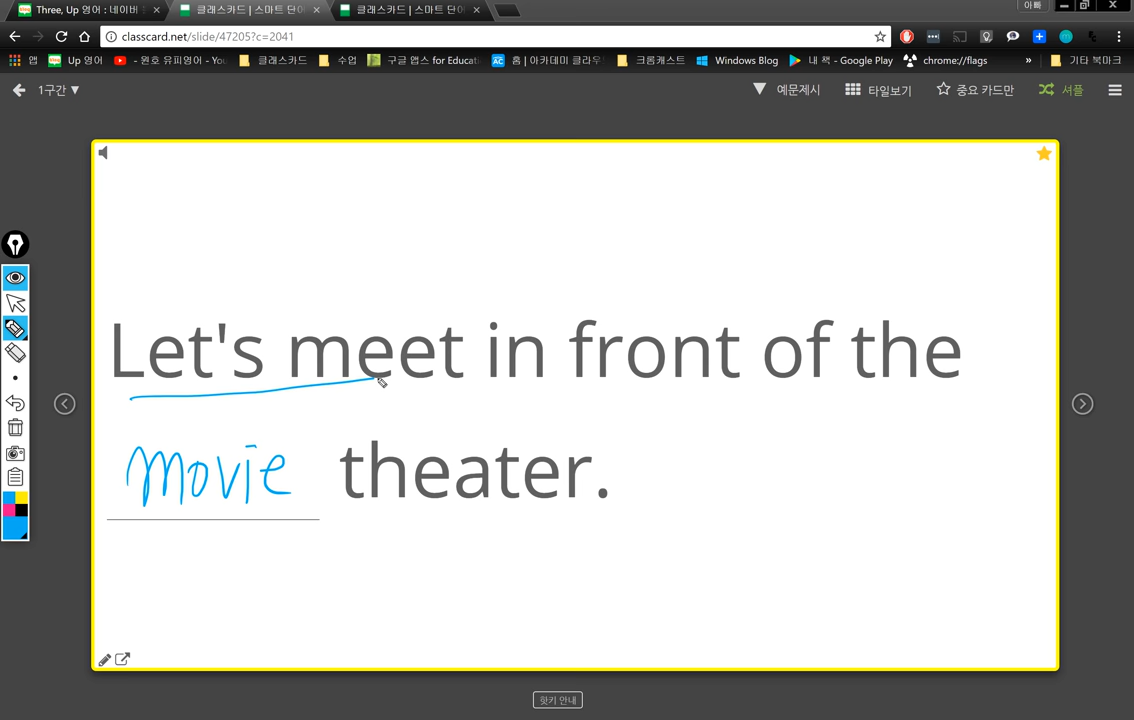 Three, Up 영어 : 네이버
클래스카드 | 스마트 단어
클래스카드 | 스마트 단어
아빠
classcard.net/slide/47205?c=2041
앱
Up 영어
- 원호 유피영어 - You
클래스카드
수업
구글 앱스 for Educati
홈 | 아카데미 클라우
크롬캐스트
Windows Blog
내 책 - Google Play
chrome://flags
»
기타 북마크
1구간 ▼
예문제시
타일보기
중요 카드만
셔플
Let's meet in front of the
movie theater.
핫키 안내